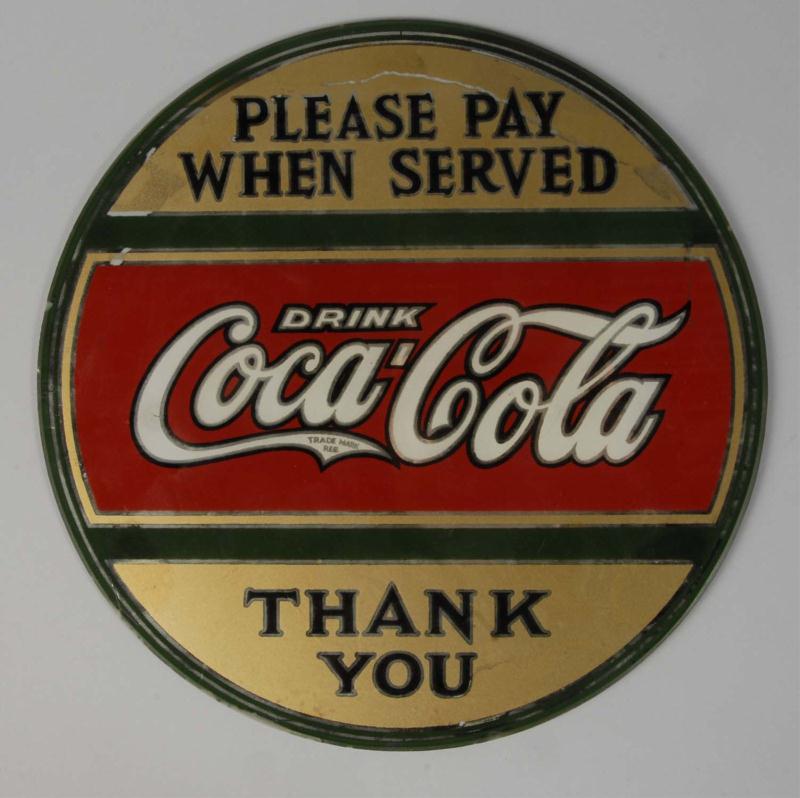 PLEASE PAY
WHEN SERVED
DRINK
Coca-Cola
TRADE MARK
REG
THANK
YOU